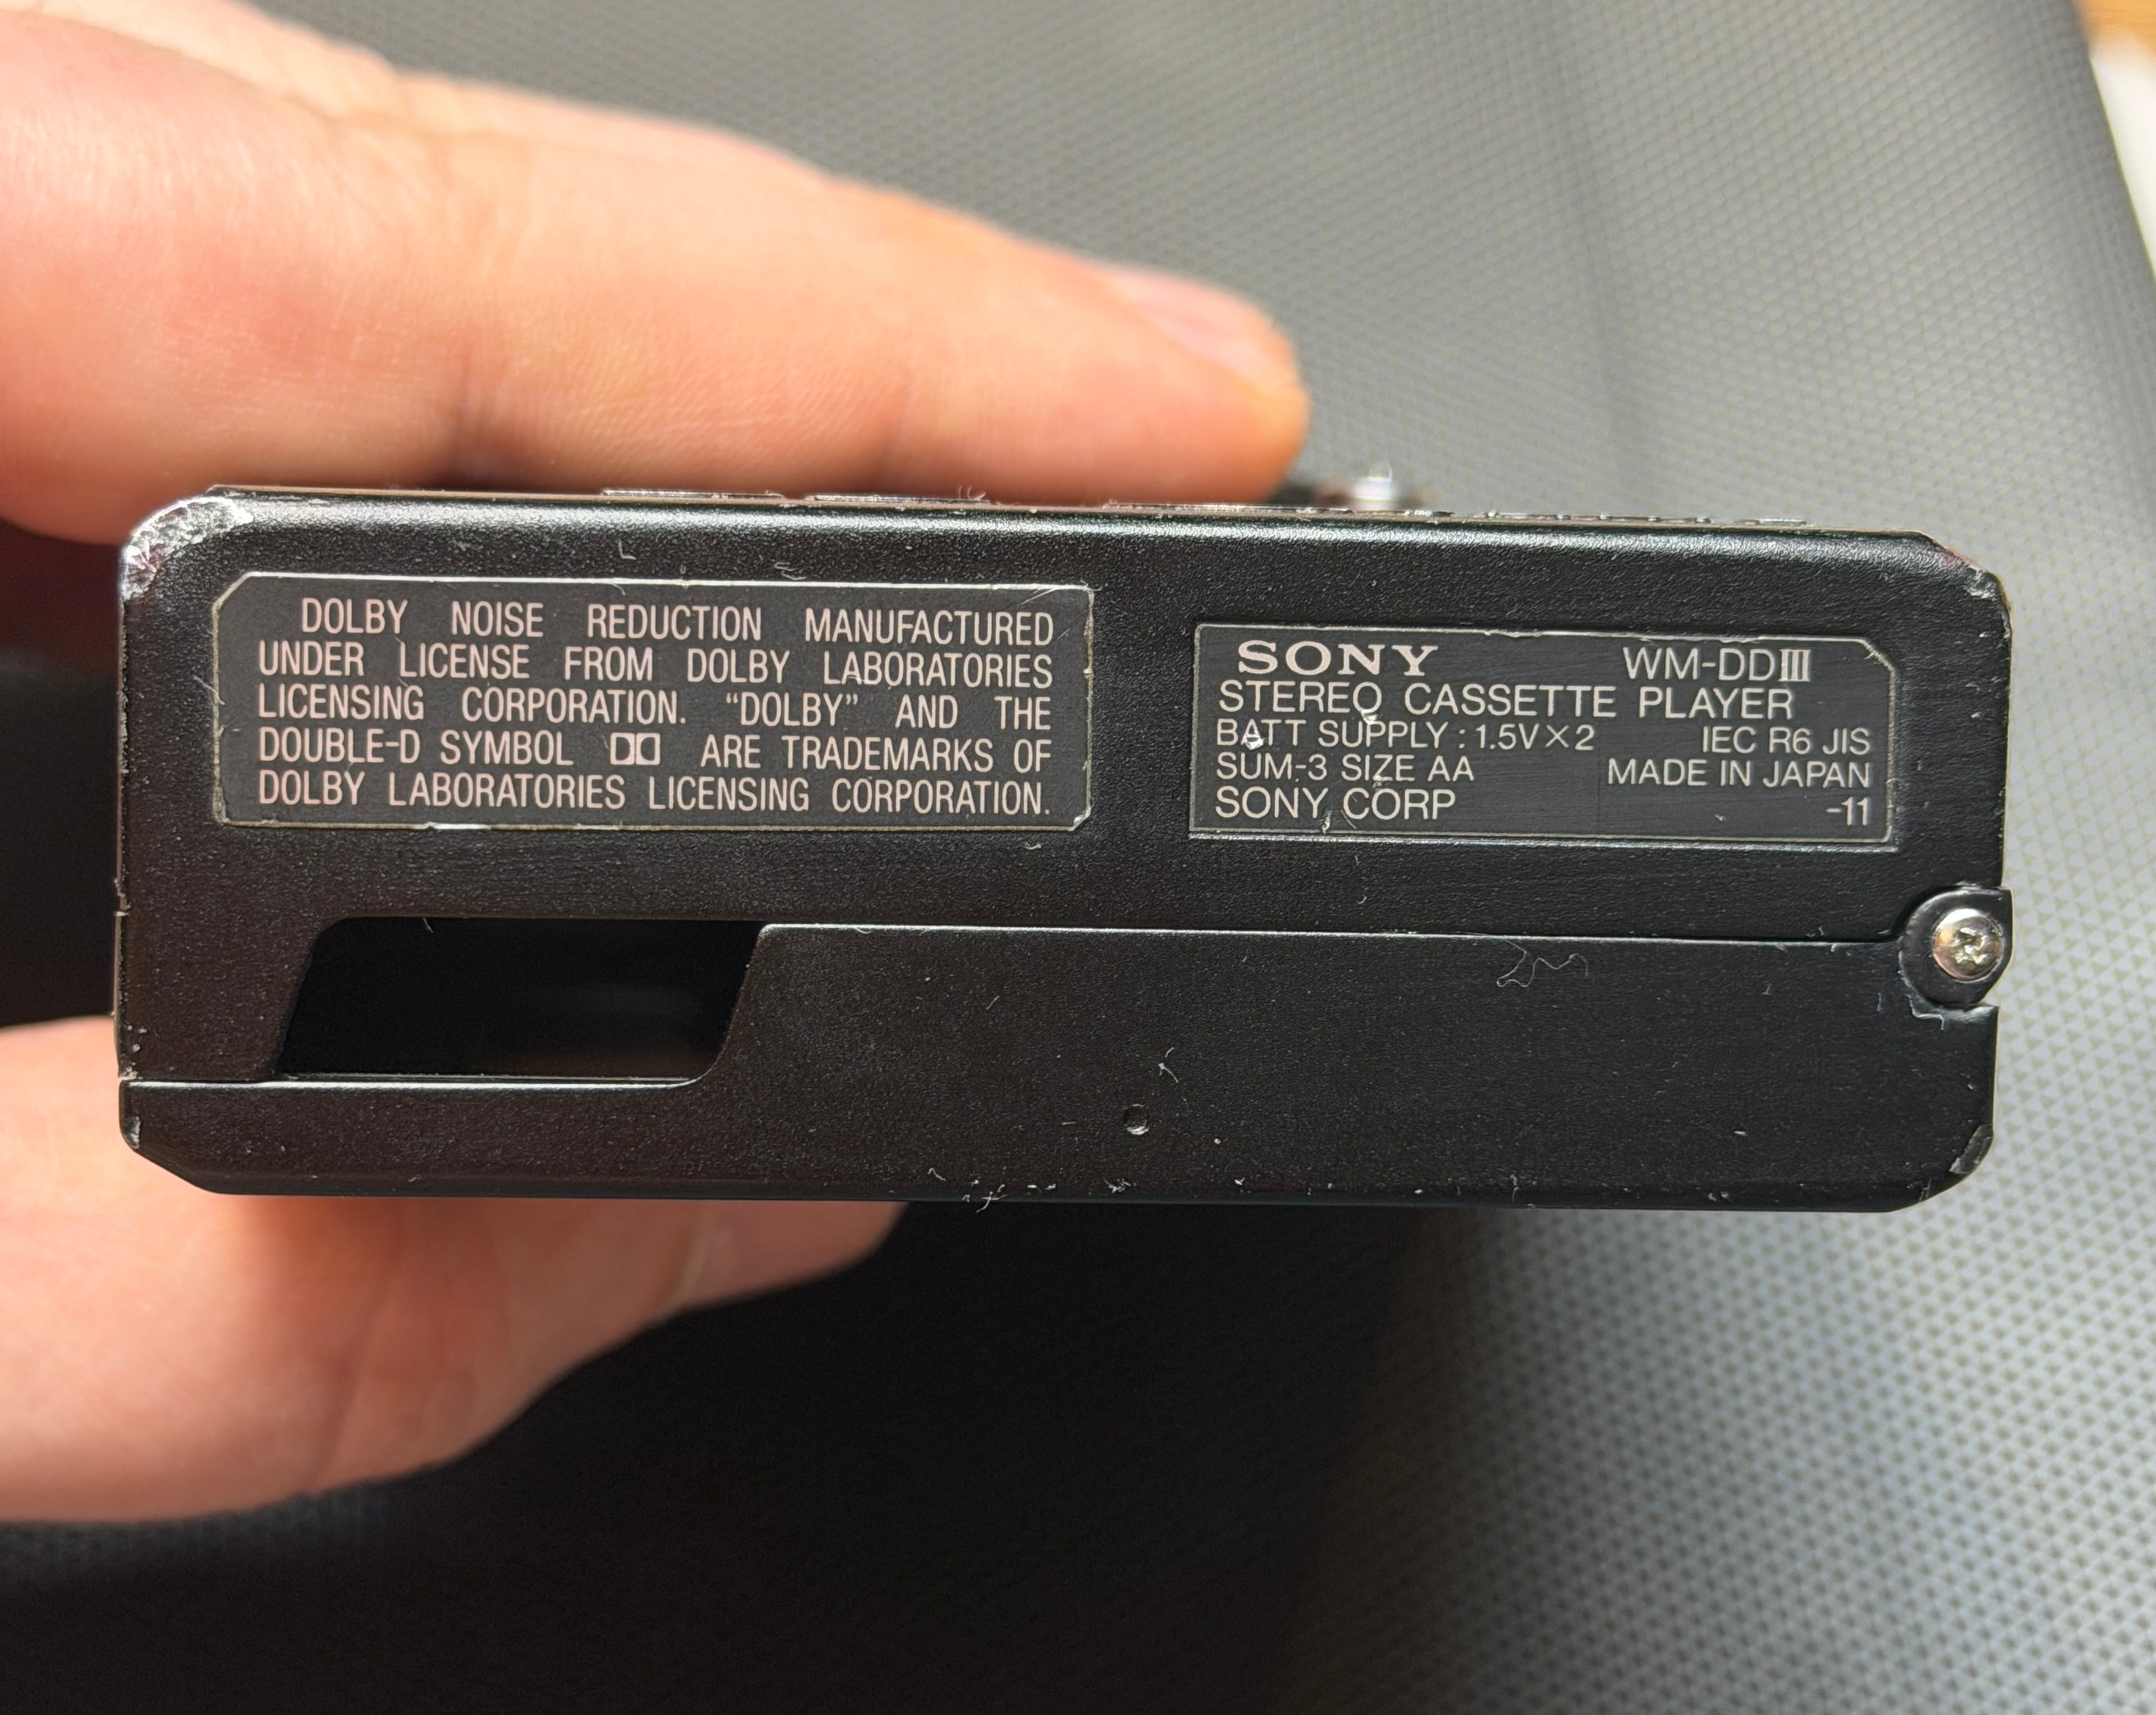 DOLBY NOISE REDUCTION MANUFACTURED
UNDER LICENSE FROM DOLBY LABORATORIES
LICENSING CORPORATION. “DOLBY” AND THE
DOUBLE-D SYMBOL ARE TRADEMARKS OF
DOLBY LABORATORIES LICENSING CORPORATION.
SONY WM-DDIII
STEREO CASSETTE PLAYER
BATT SUPPLY : 1.5V×2 IEC R6 JIS
SUM-3 SIZE AA MADE IN JAPAN
SONY CORP -11